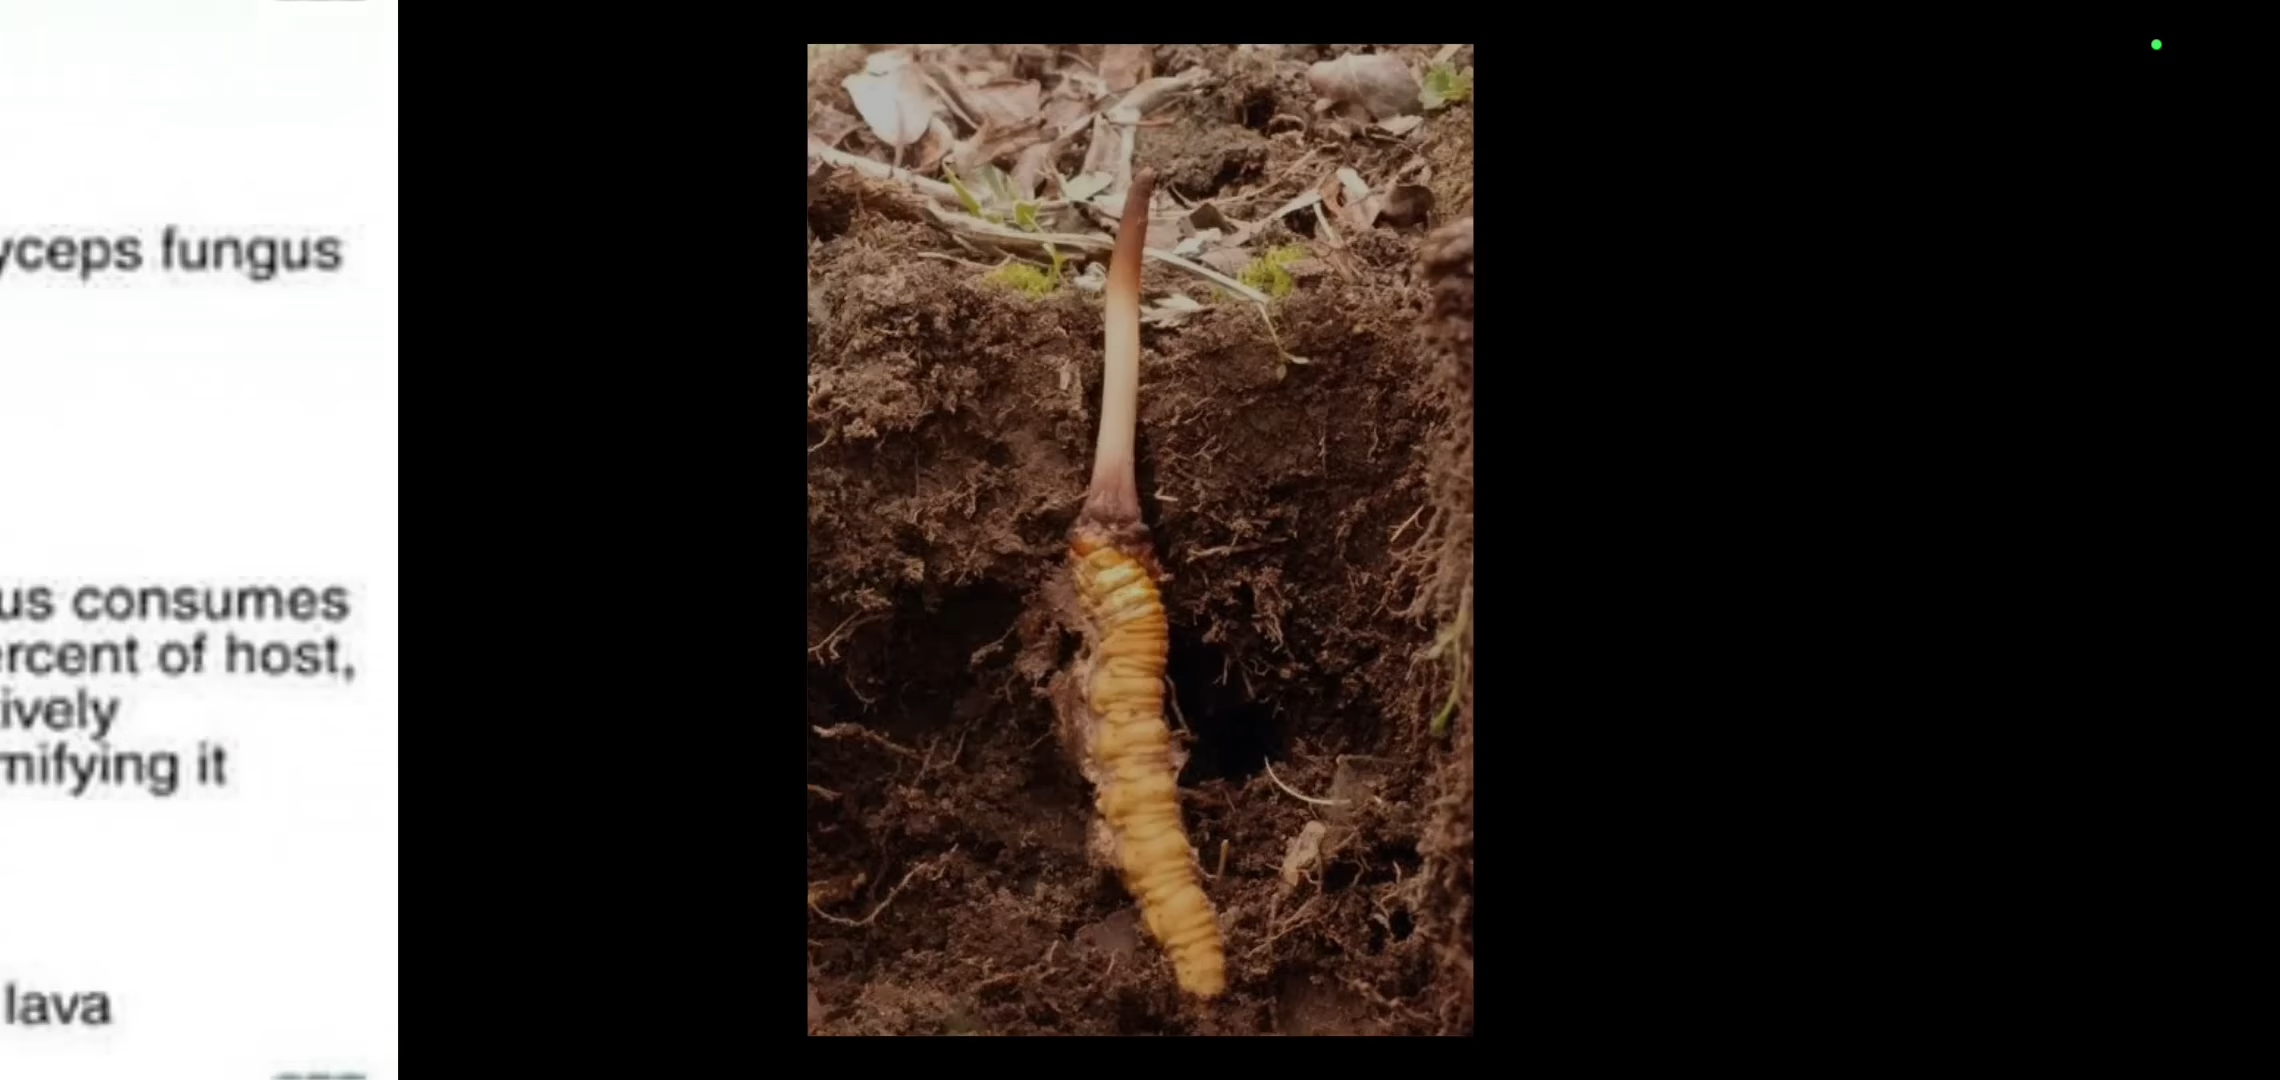 yceps fungus
us consumes
rcent of host,
ively
nifying it
lava